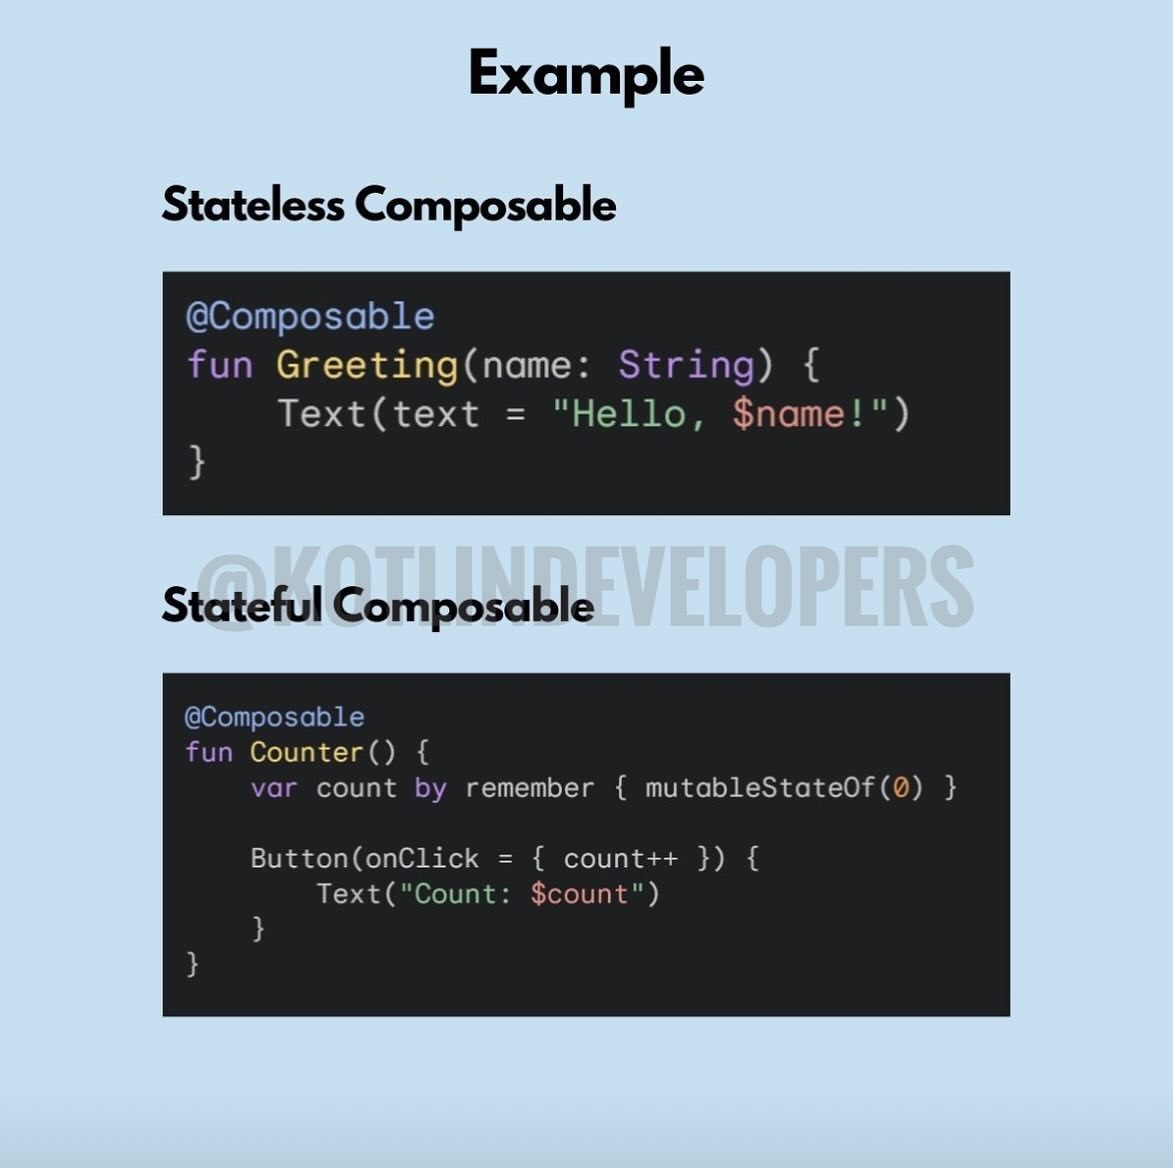 Example
Stateless Composable
@Composable
fun Greeting(name: String) {
    Text(text = "Hello, $name!")
}
@KOTLINDEVELOPERS
Stateful Composable
@Composable
fun Counter() {
    var count by remember { mutableStateOf(0) }

    Button(onClick = { count++ }) {
        Text("Count: $count")
    }
}